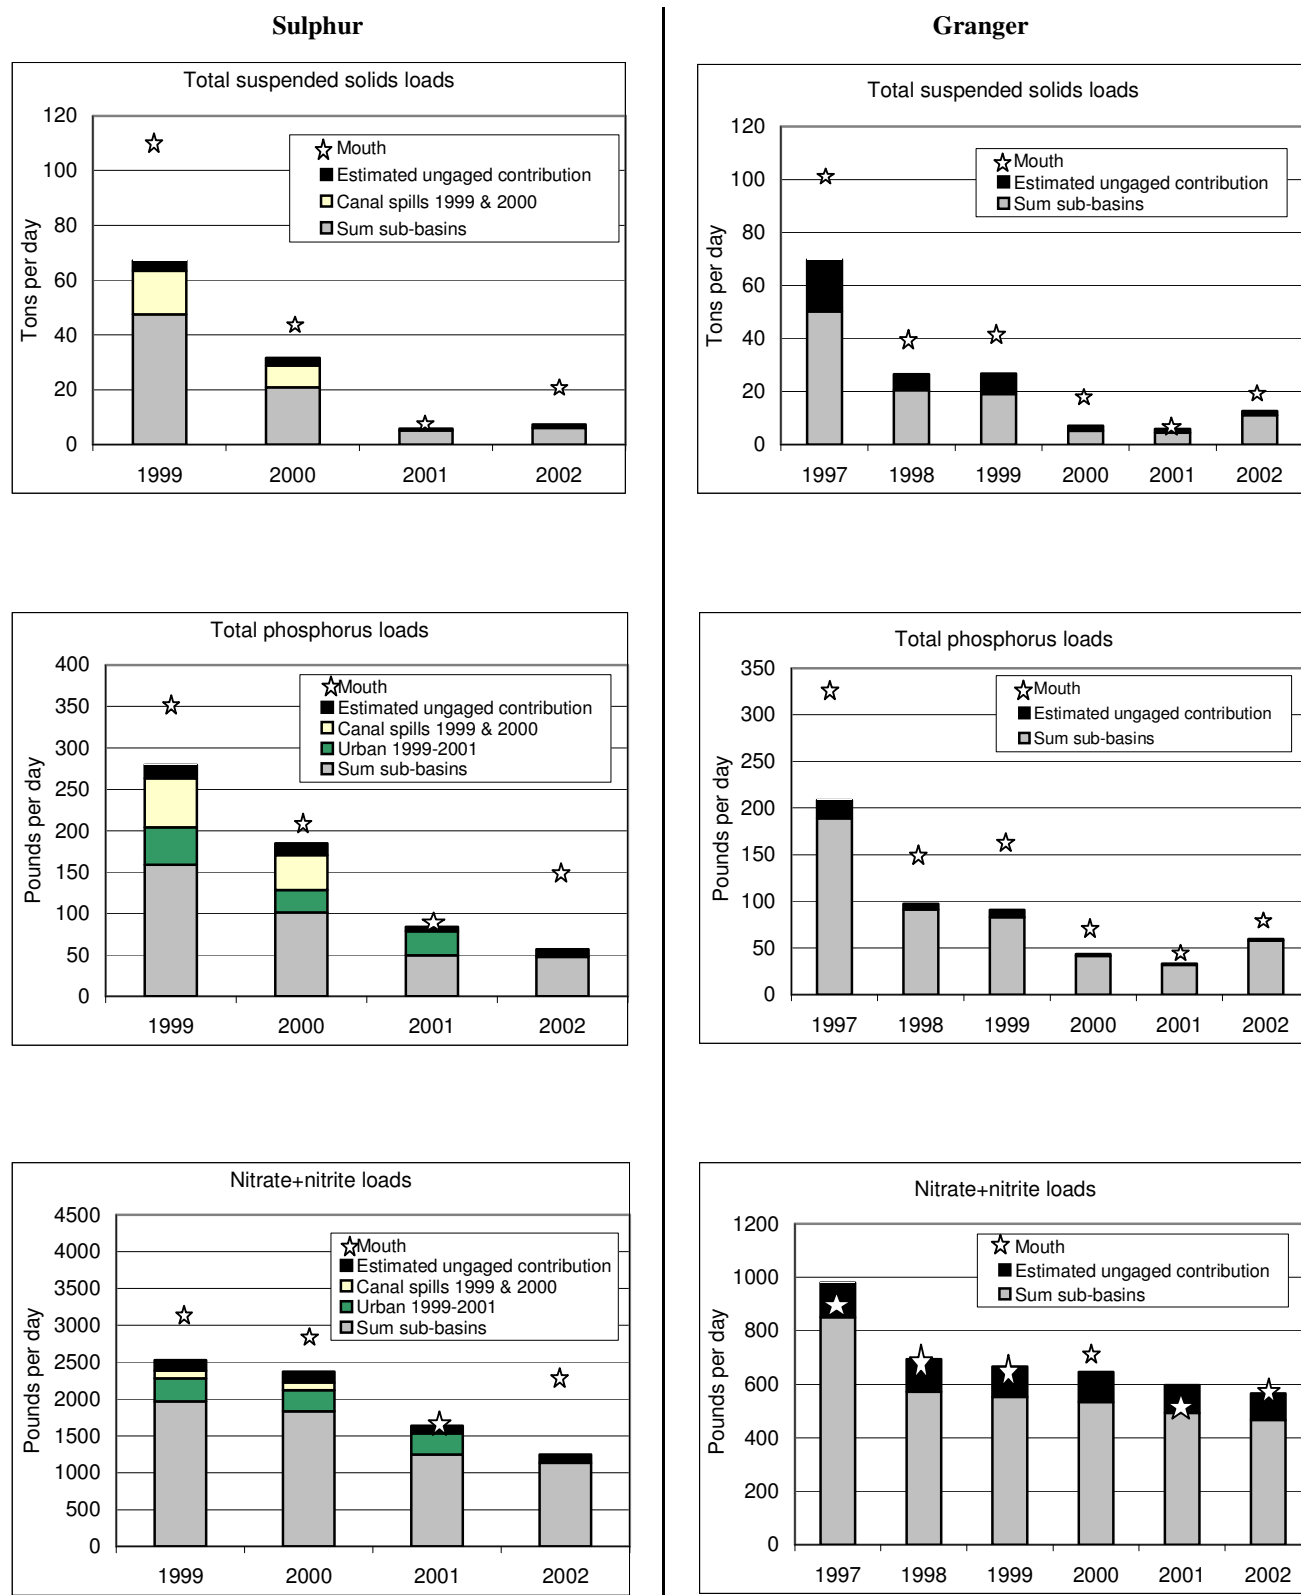 Sulphur
Total suspended solids loads
Tons per day
120
100
80
60
40
20
0
Mouth
Estimated ungaged contribution
Canal spills 1999 & 2000
Sum sub-basins
1999 2000 2001 2002
Total phosphorus loads
Pounds per day
400
350
300
250
200
150
100
50
0
Mouth
Estimated ungaged contribution
Canal spills 1999 & 2000
Urban 1999-2001
Sum sub-basins
1999 2000 2001 2002
Nitrate+nitrite loads
Pounds per day
4500
4000
3500
3000
2500
2000
1500
1000
500
0
Mouth
Estimated ungaged contribution
Canal spills 1999 & 2000
Urban 1999-2001
Sum sub-basins
1999 2000 2001 2002
Granger
Total suspended solids loads
Tons per day
120
100
80
60
40
20
0
Mouth
Estimated ungaged contribution
Sum sub-basins
1997 1998 1999 2000 2001 2002
Total phosphorus loads
Pounds per day
350
300
250
200
150
100
50
0
Mouth
Estimated ungaged contribution
Sum sub-basins
1997 1998 1999 2000 2001 2002
Nitrate+nitrite loads
Pounds per day
1200
1000
800
600
400
200
0
Mouth
Estimated ungaged contribution
Sum sub-basins
1997 1998 1999 2000 2001 2002